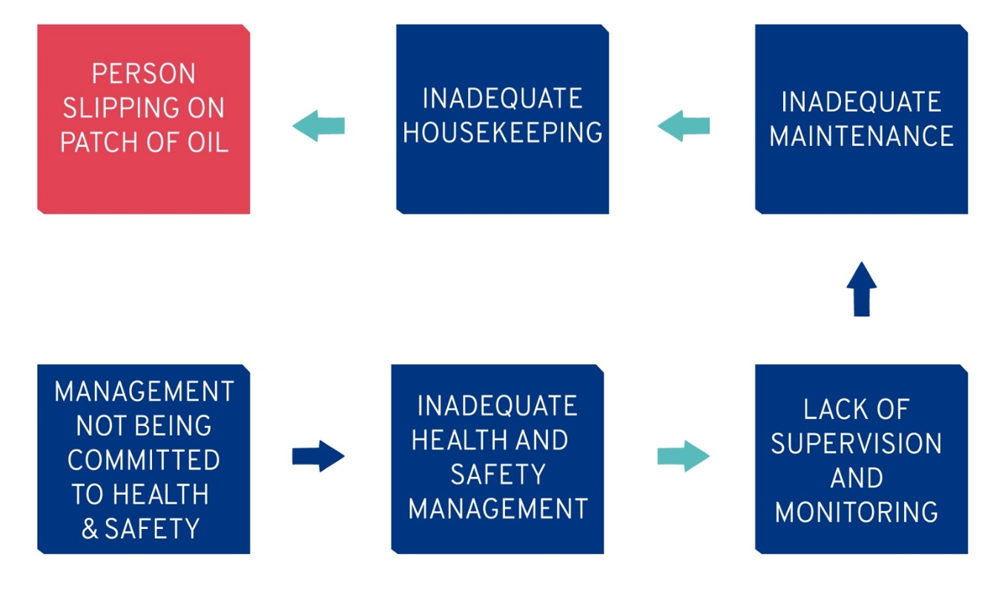 PERSON
SLIPPING ON
PATCH OF OIL
INADEQUATE
HOUSEKEEPING
INADEQUATE
MAINTENANCE
MANAGEMENT
NOT BEING
COMMITTED
TO HEALTH
& SAFETY
INADEQUATE
HEALTH AND
SAFETY
MANAGEMENT
LACK OF
SUPERVISION
AND
MONITORING